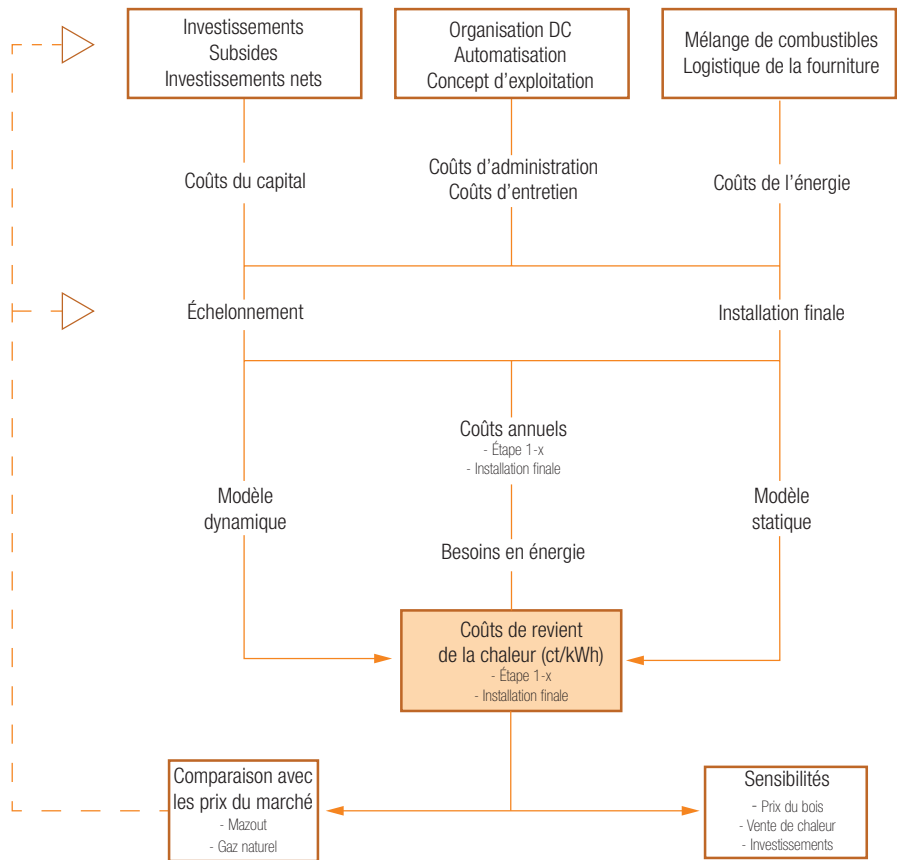 Investissements
Subsides
Investissements nets
Organisation DC
Automatisation
Concept d’exploitation
Mélange de combustibles
Logistique de la fourniture
Coûts du capital
Coûts d’administration
Coûts d’entretien
Coûts de l’énergie
Échelonnement
Installation finale
Coûts annuels
- Étape 1-x
- Installation finale
Modèle
dynamique
Modèle
statique
Besoins en énergie
Coûts de revient
de la chaleur (ct/kWh)
- Étape 1-x
- Installation finale
Comparaison avec
les prix du marché
- Mazout
- Gaz naturel
Sensibilités
- Prix du bois
- Vente de chaleur
- Investissements